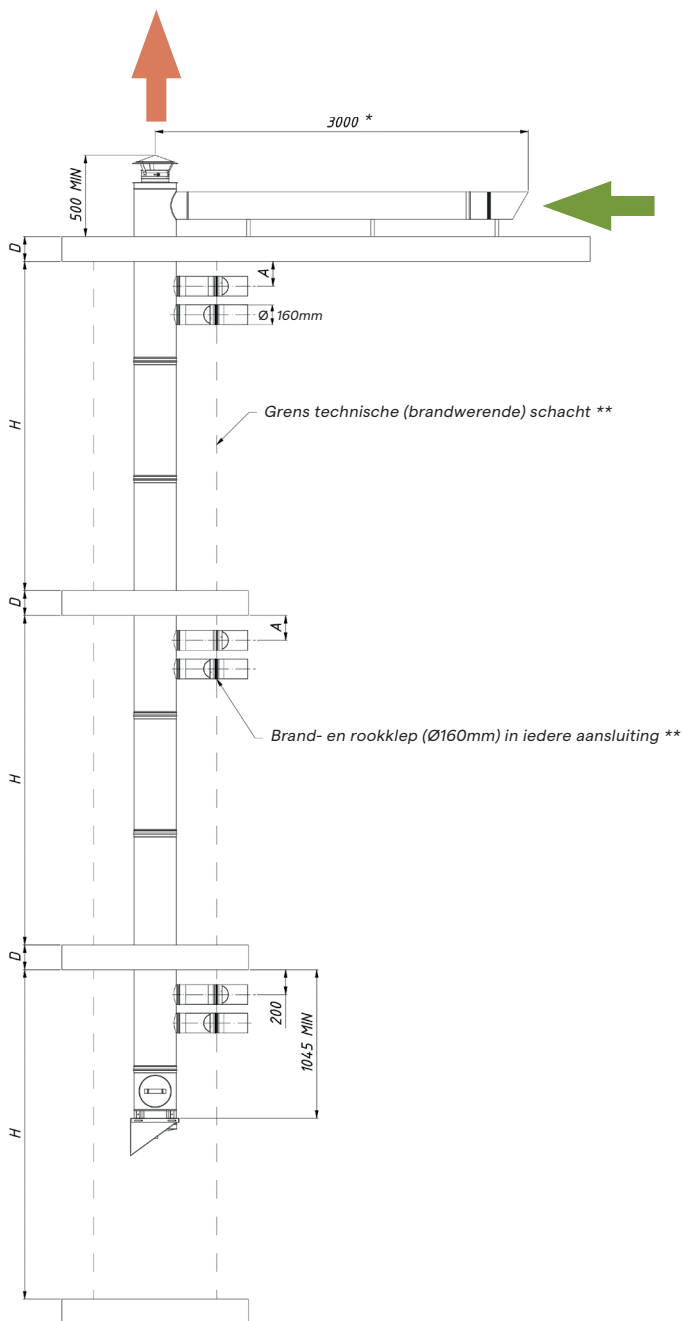 3000 *
500 MIN
D
A
Ø 160mm
Grens technische (brandwerende) schacht **
H
D
A
Brand- en rookklep (Ø160mm) in iedere aansluiting **
H
D
200
1045 MIN
H